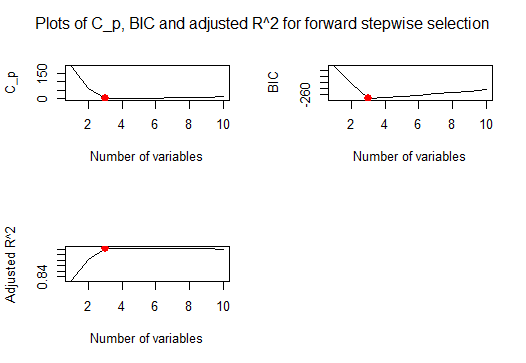 Plots of C_p, BIC and adjusted R^2 for forward stepwise selection
C_p
0 150
2 4 6 8 10
Number of variables
BIC
-260
2 4 6 8 10
Number of variables
Adjusted R^2
0.84
2 4 6 8 10
Number of variables